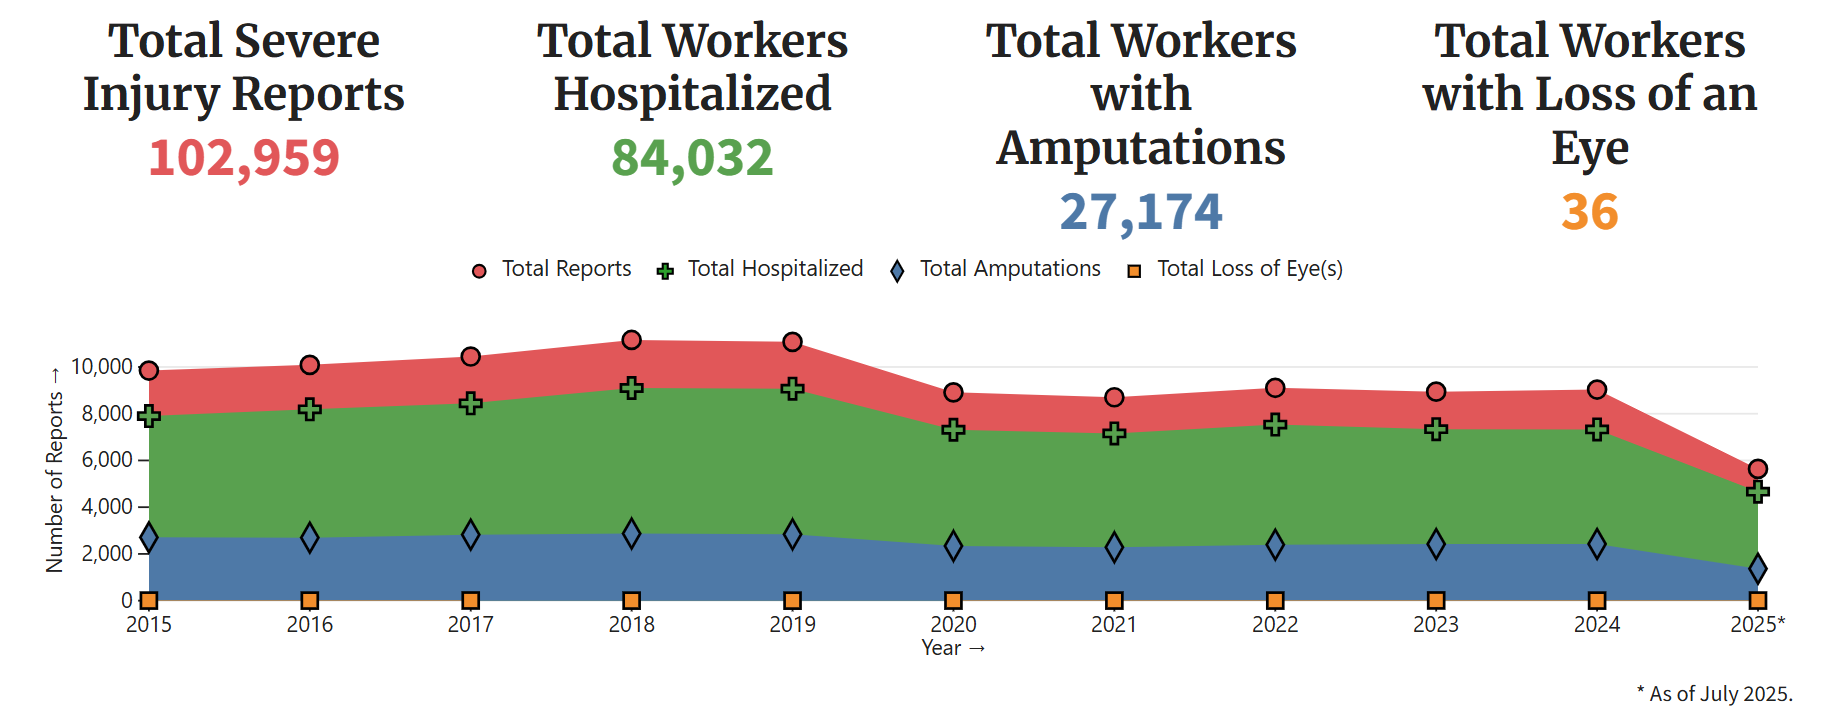 Total Severe
Injury Reports
102,959
Total Workers
Hospitalized
84,032
Total Workers
with
Amputations
27,174
Total Workers
with Loss of an
Eye
36
Total Reports
Total Hospitalized
Total Amputations
Total Loss of Eye(s)
Number of Reports →
10,000
8,000
6,000
4,000
2,000
0
2015
2016
2017
2018
2019
2020
2021
2022
2023
2024
2025*
Year →
* As of July 2025.